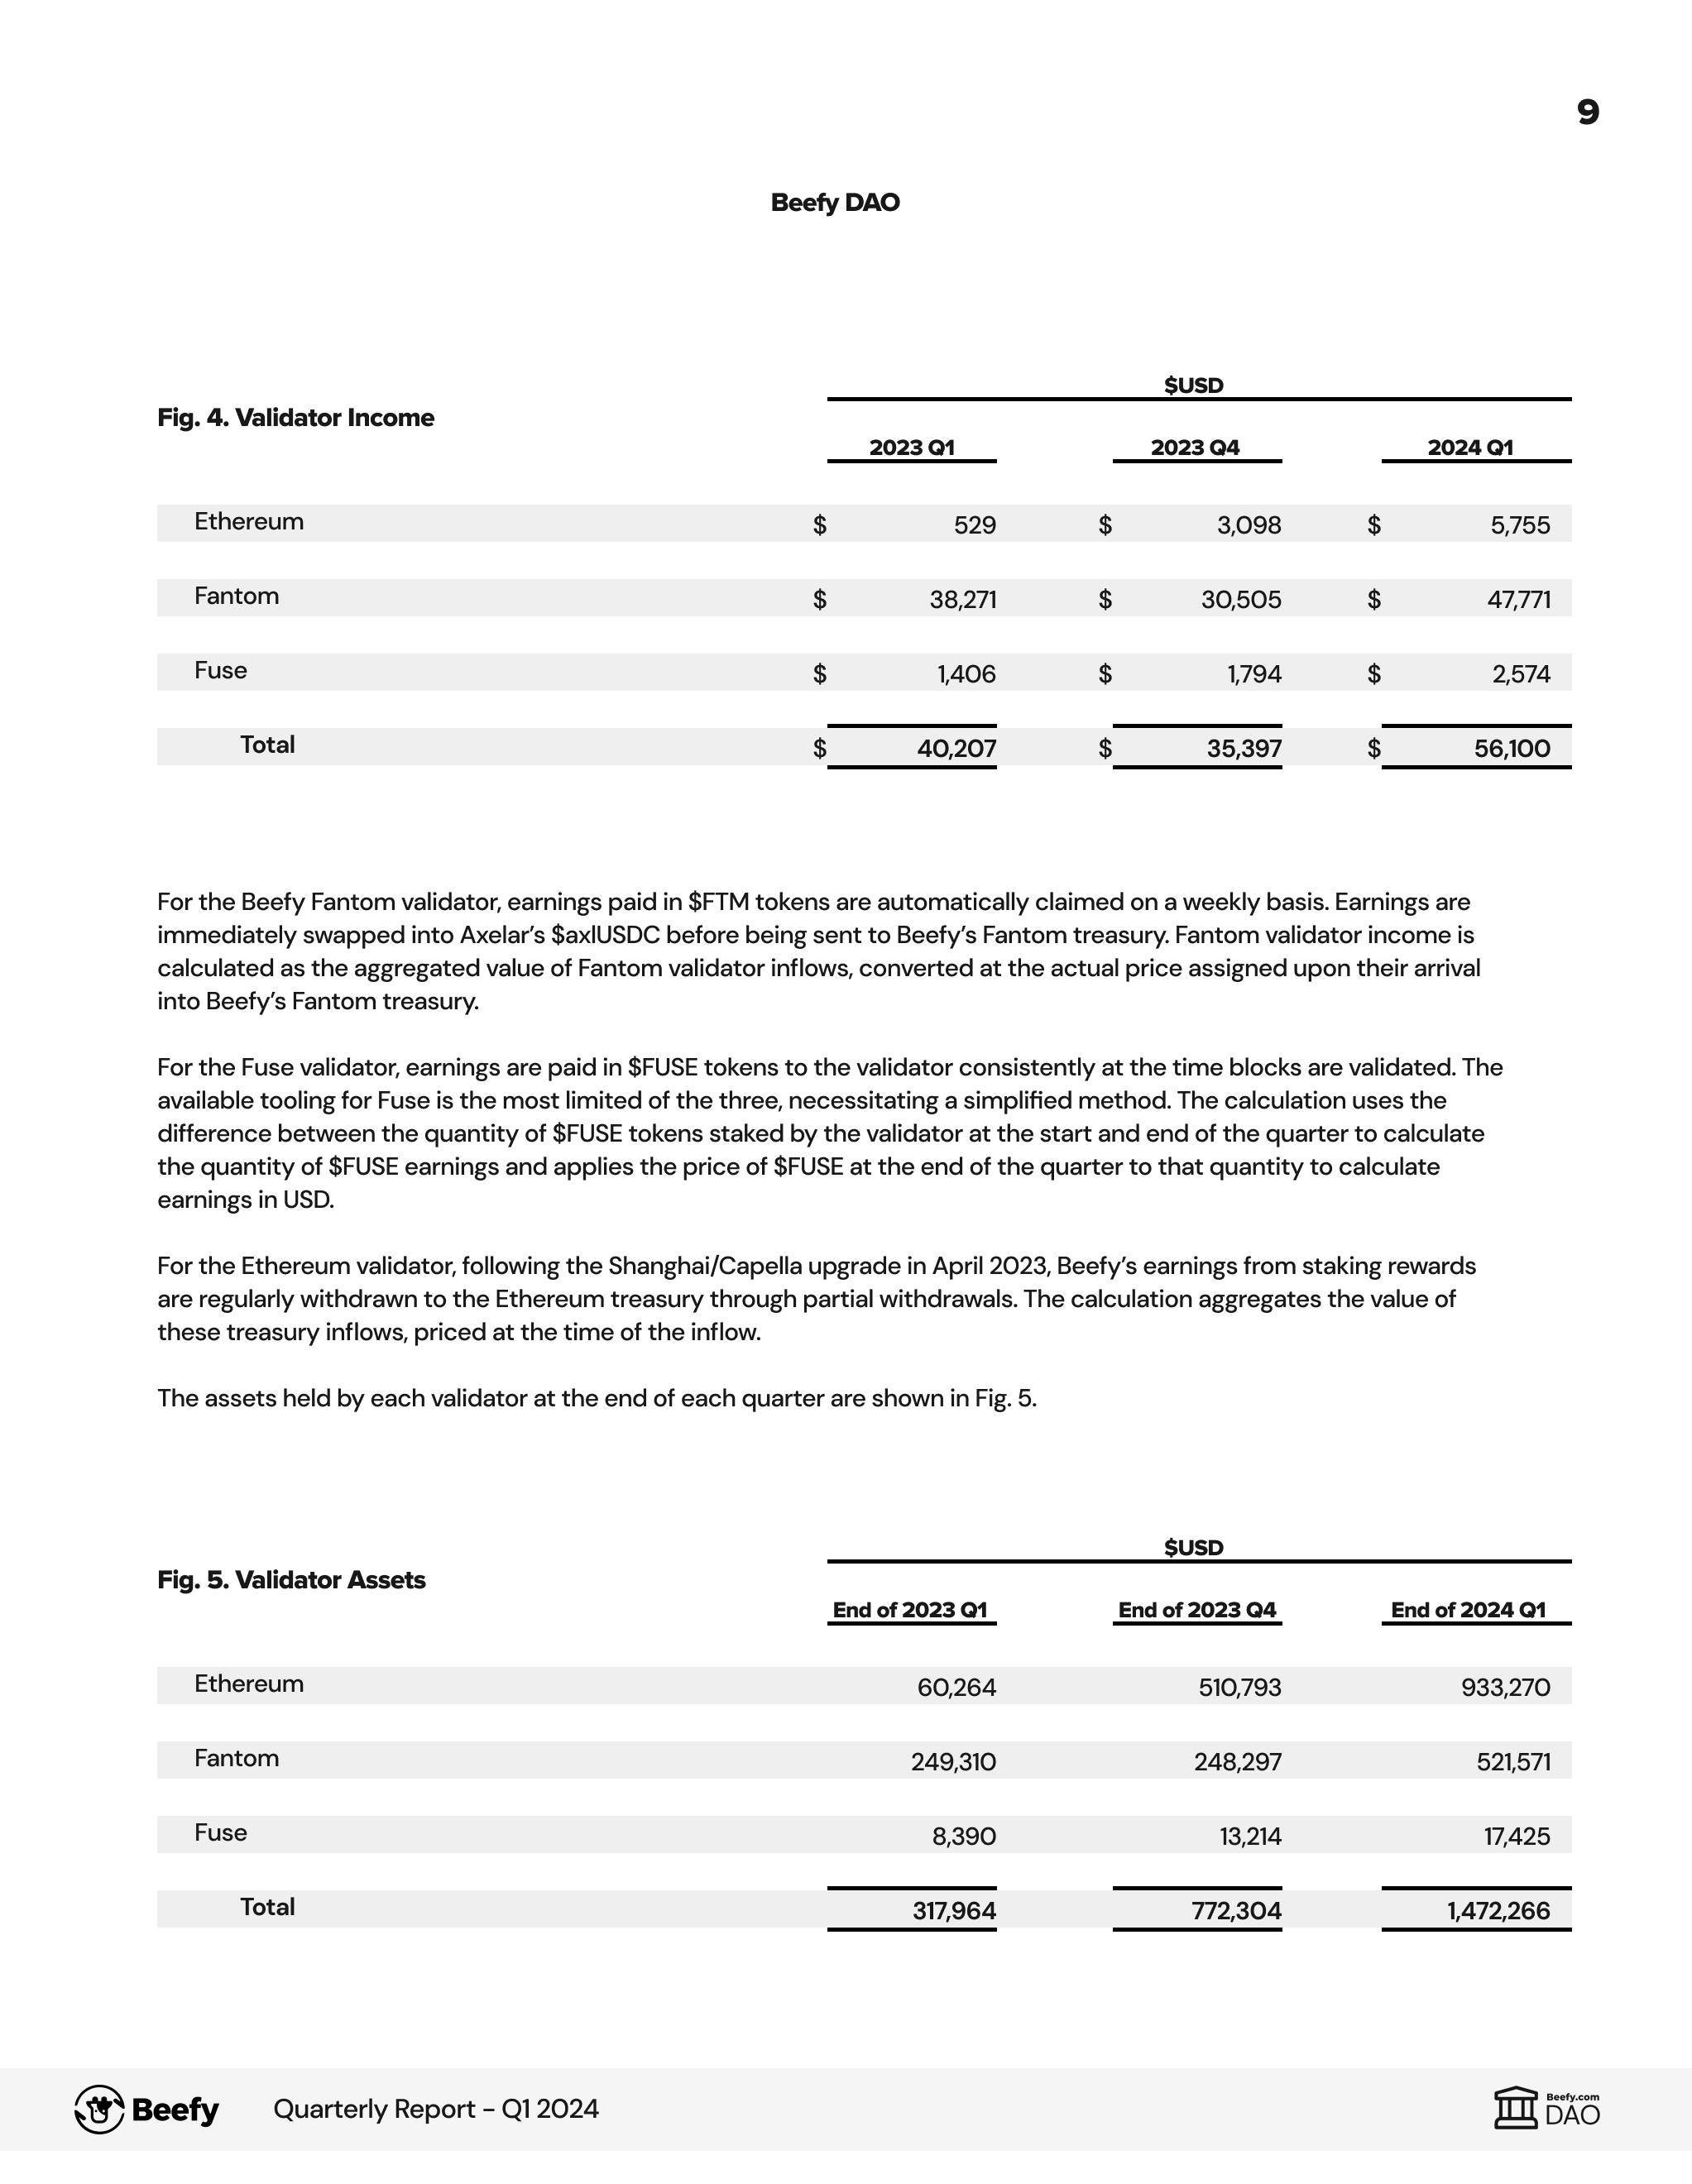 9
Beefy DAO
$USD
Fig. 4. Validator Income
2023 Q1 2023 Q4 2024 Q1
Ethereum $ 529 $ 3,098 $ 5,755
Fantom $ 38,271 $ 30,505 $ 47,771
Fuse $ 1,406 $ 1,794 $ 2,574
Total $ 40,207 $ 35,397 $ 56,100
For the Beefy Fantom validator, earnings paid in $FTM tokens are automatically claimed on a weekly basis. Earnings are
immediately swapped into Axelar’s $axlUSDC before being sent to Beefy’s Fantom treasury. Fantom validator income is
calculated as the aggregated value of Fantom validator inflows, converted at the actual price assigned upon their arrival
into Beefy’s Fantom treasury.
For the Fuse validator, earnings are paid in $FUSE tokens to the validator consistently at the time blocks are validated. The
available tooling for Fuse is the most limited of the three, necessitating a simplified method. The calculation uses the
difference between the quantity of $FUSE tokens staked by the validator at the start and end of the quarter to calculate
the quantity of $FUSE earnings and applies the price of $FUSE at the end of the quarter to that quantity to calculate
earnings in USD.
For the Ethereum validator, following the Shanghai/Capella upgrade in April 2023, Beefy’s earnings from staking rewards
are regularly withdrawn to the Ethereum treasury through partial withdrawals. The calculation aggregates the value of
these treasury inflows, priced at the time of the inflow.
The assets held by each validator at the end of each quarter are shown in Fig. 5.
$USD
Fig. 5. Validator Assets
End of 2023 Q1 End of 2023 Q4 End of 2024 Q1
Ethereum 60,264 510,793 933,270
Fantom 249,310 248,297 521,571
Fuse 8,390 13,214 17,425
Total 317,964 772,304 1,472,266
Beefy Quarterly Report - Q1 2024
Beefy.com
DAO